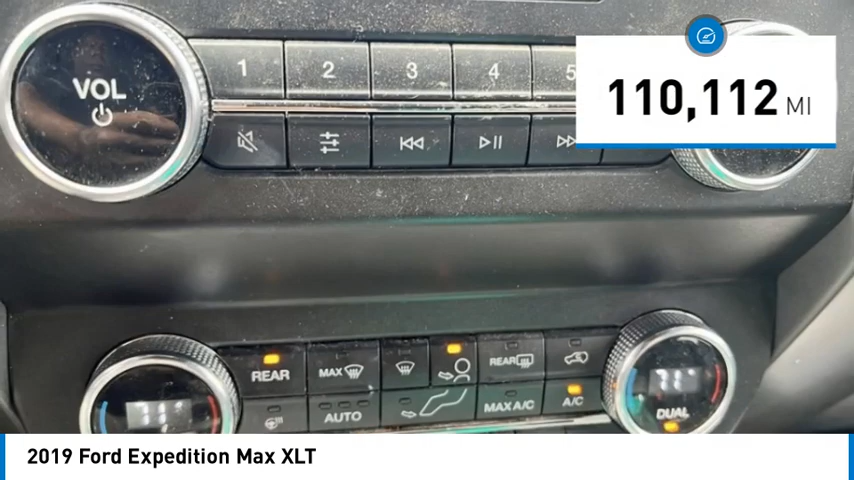 VOL
1 2 3 4 5
110,112 MI
REAR MAX REAR
AUTO MAX A/C A/C
DUAL
2019 Ford Expedition Max XLT